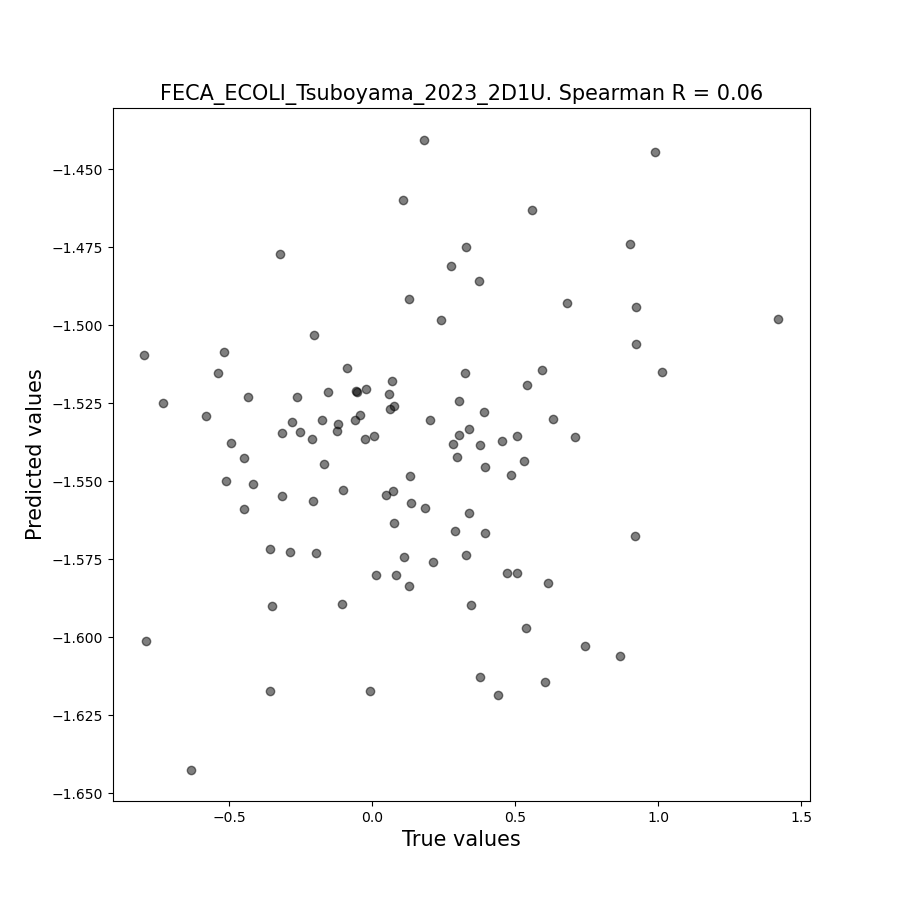 FECA_ECOLI_Tsuboyama_2023_2D1U. Spearman R = 0.06
Predicted values
−1.450
−1.475
−1.500
−1.525
−1.550
−1.575
−1.600
−1.625
−1.650
−0.5 0.0 0.5 1.0 1.5
True values